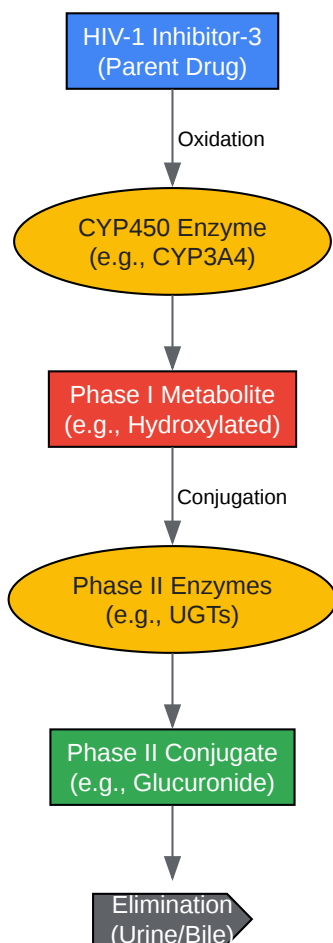 HIV-1 Inhibitor-3
(Parent Drug)
Oxidation
CYP450 Enzyme
(e.g., CYP3A4)
Phase I Metabolite
(e.g., Hydroxylated)
Conjugation
Phase II Enzymes
(e.g., UGTs)
Phase II Conjugate
(e.g., Glucuronide)
Elimination
(Urine/Bile)